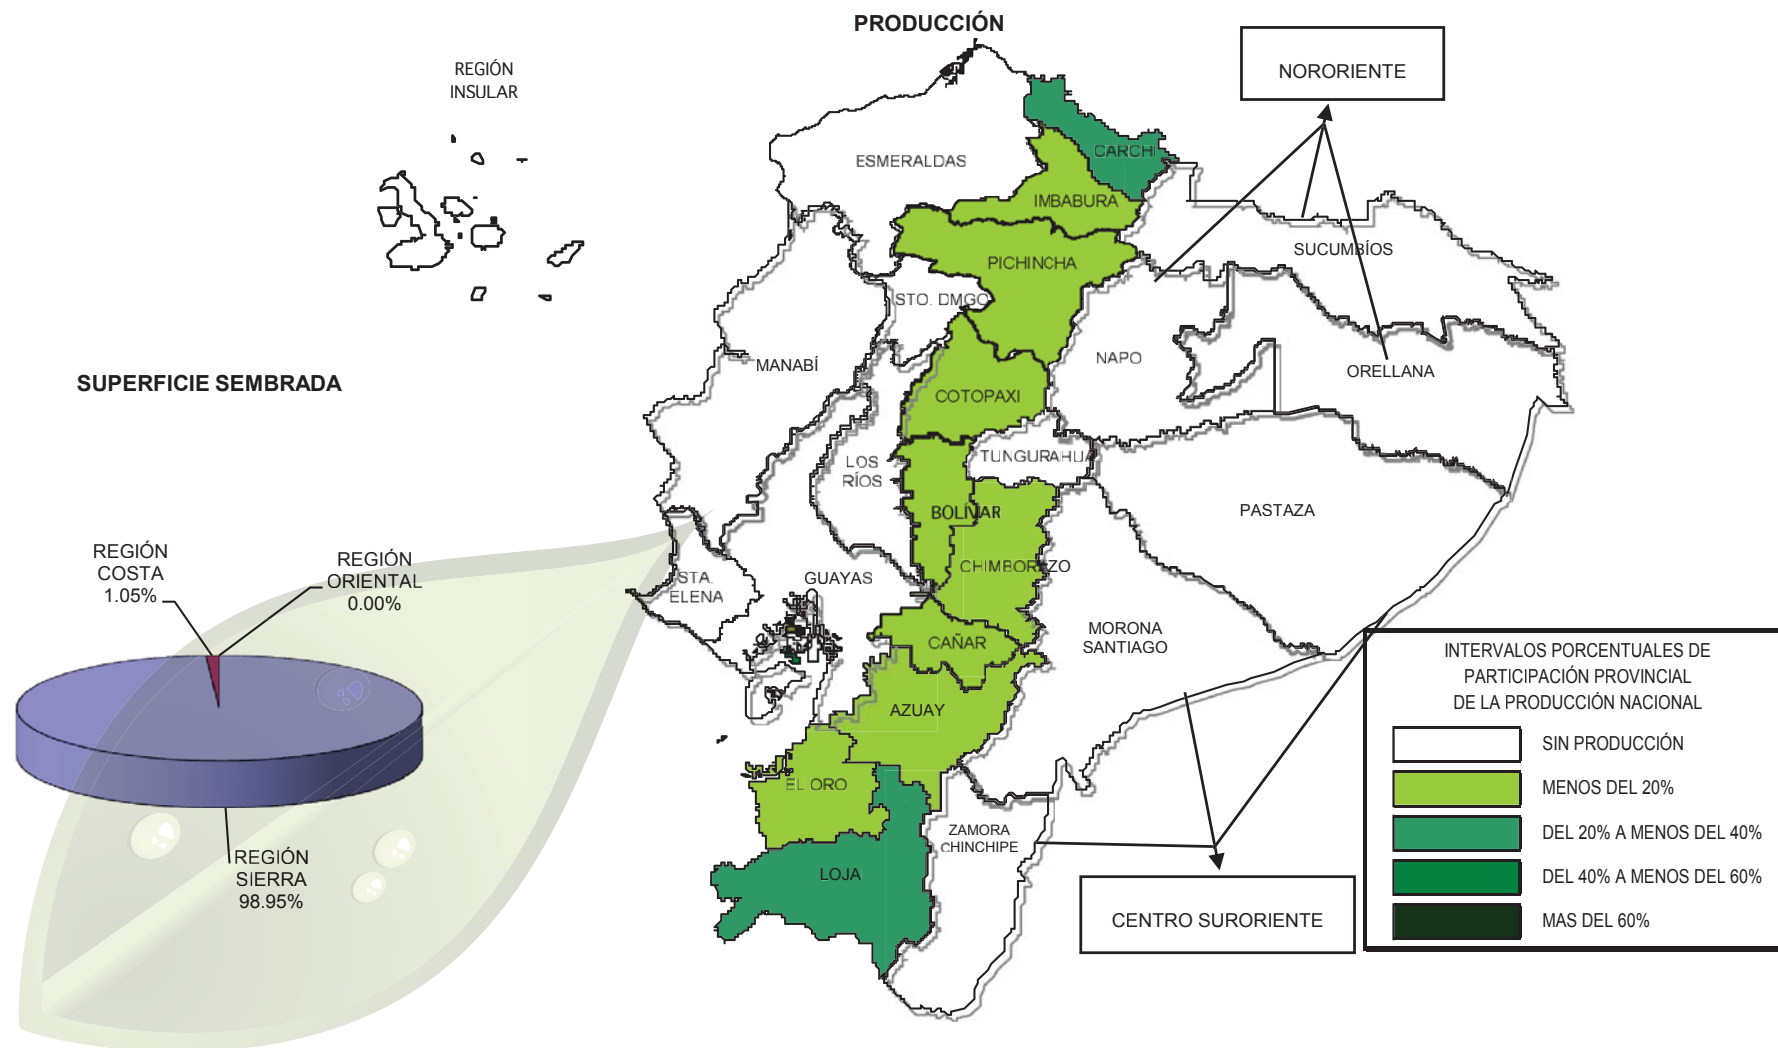 PRODUCCIÓN
REGIÓN
INSULAR
NORORIENTE
ESMERALDAS
CARCHI
IMBABURA
SUCUMBÍOS
PICHINCHA
STO. DMGO
NAPO
ORELLANA
MANABÍ
COTOPAXI
SUPERFICIE SEMBRADA
TUNGURAHUA
LOS
RÍOS
PASTAZA
BOLÍVAR
CHIMBORAZO
GUAYAS
STA.
ELENA
REGIÓN
COSTA
1.05%
REGIÓN
ORIENTAL
0.00%
REGIÓN
SIERRA
98.95%
MORONA
SANTIAGO
CAÑAR
AZUAY
EL ORO
ZAMORA
CHINCHIPE
LOJA
CENTRO SURORIENTE
INTERVALOS PORCENTUALES DE
PARTICIPACIÓN PROVINCIAL
DE LA PRODUCCIÓN NACIONAL
SIN PRODUCCIÓN
MENOS DEL 20%
DEL 20% A MENOS DEL 40%
DEL 40% A MENOS DEL 60%
MAS DEL 60%